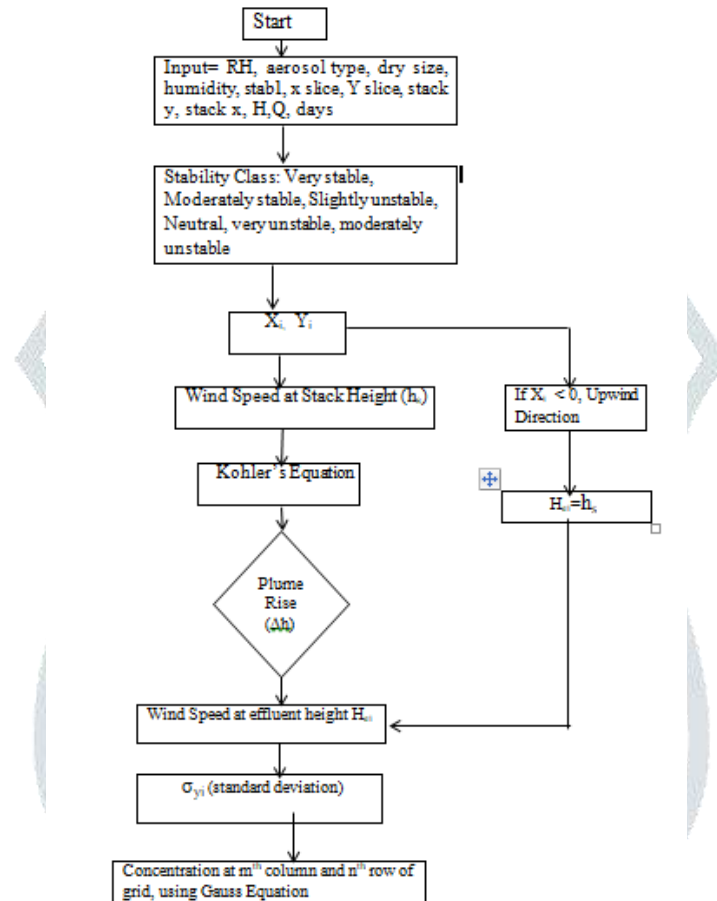 Start
Input= RH, aerosol type, dry size,
humidity, stabl, x slice, Y slice, stack
y, stack x, H,Q, days
Stability Class: Very stable,
Moderately stable, Slightly unstable,
Neutral, very unstable, moderately
unstable
Xi, Yi
Wind Speed at Stack Height (hs)
If Xi < 0, Upwind
Direction
Kohler's Equation
=hs
Plume
Rise
(Δh)
Wind Speed at effluent height
σyi (standard deviation)
Concentration at mth column and nth row of
grid, using Gauss Equation